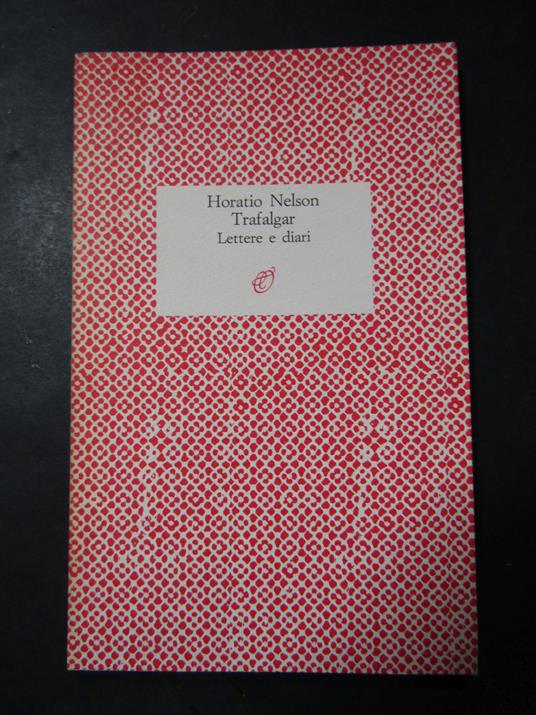 Horatio Nelson
Trafalgar
Lettere e diari